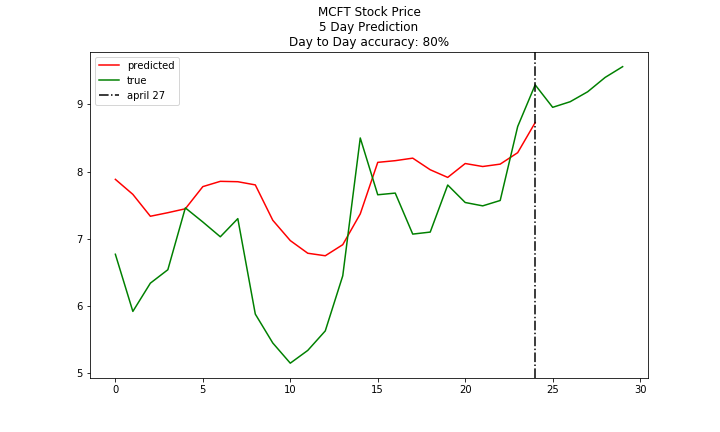 MCFT Stock Price
5 Day Prediction
Day to Day accuracy: 80%
predicted
true
april 27
9
8
7
6
5
0 5 10 15 20 25 30